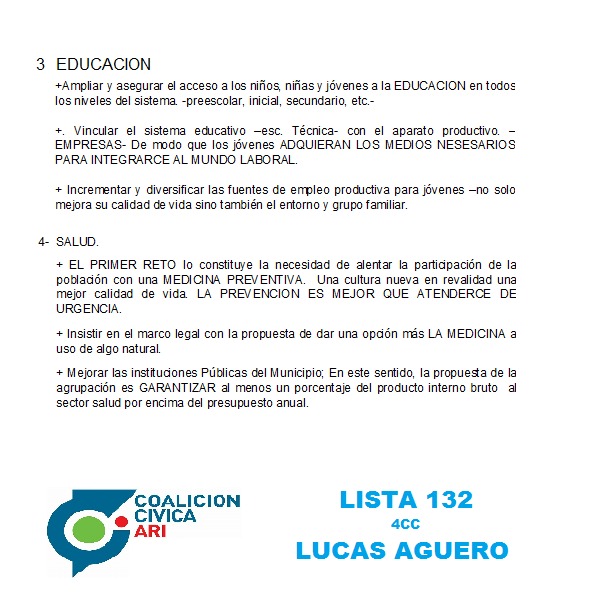 3 EDUCACION
+Ampliar y asegurar el acceso a los niños, niñas y jóvenes a la EDUCACION en todos
los niveles del sistema. -preescolar, inicial, secundario, etc.-
+. Vincular el sistema educativo –esc. Técnica- con el aparato productivo. –
EMPRESAS- De modo que los jóvenes ADQUIERAN LOS MEDIOS NESESARIOS
PARA INTEGRARCE AL MUNDO LABORAL.
+ Incrementar y diversificar las fuentes de empleo productiva para jóvenes –no solo
mejora su calidad de vida sino también el entorno y grupo familiar.
4- SALUD.
+ EL PRIMER RETO lo constituye la necesidad de alentar la participación de la
población con una MEDICINA PREVENTIVA. Una cultura nueva en revalidad una
mejor calidad de vida. LA PREVENCION ES MEJOR QUE ATENDERCE DE
URGENCIA.
+ Insistir en el marco legal con la propuesta de dar una opción más LA MEDICINA a
uso de algo natural.
+ Mejorar las instituciones Públicas del Municipio; En este sentido, la propuesta de la
agrupación es GARANTIZAR al menos un porcentaje del producto interno bruto al
sector salud por encima del presupuesto anual.
COALICION
CIVICA
ARI
LISTA 132
4CC
LUCAS AGUERO